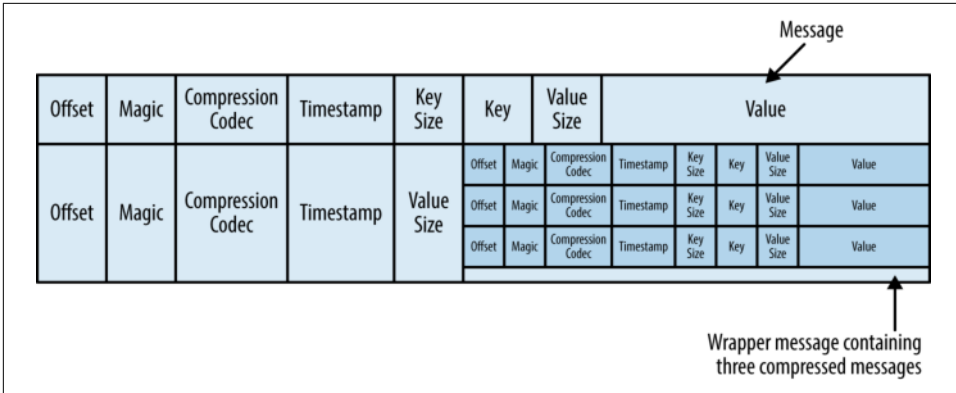 Message
Offset Magic Compression Codec Timestamp Key Size Key Value Size Value
Offset Magic Compression Codec Timestamp Value Size
Offset Magic Compression Codec Timestamp Key Size Key Value Size Value
Offset Magic Compression Codec Timestamp Key Size Key Value Size Value
Offset Magic Compression Codec Timestamp Key Size Key Value Size Value
Wrapper message containing
three compressed messages